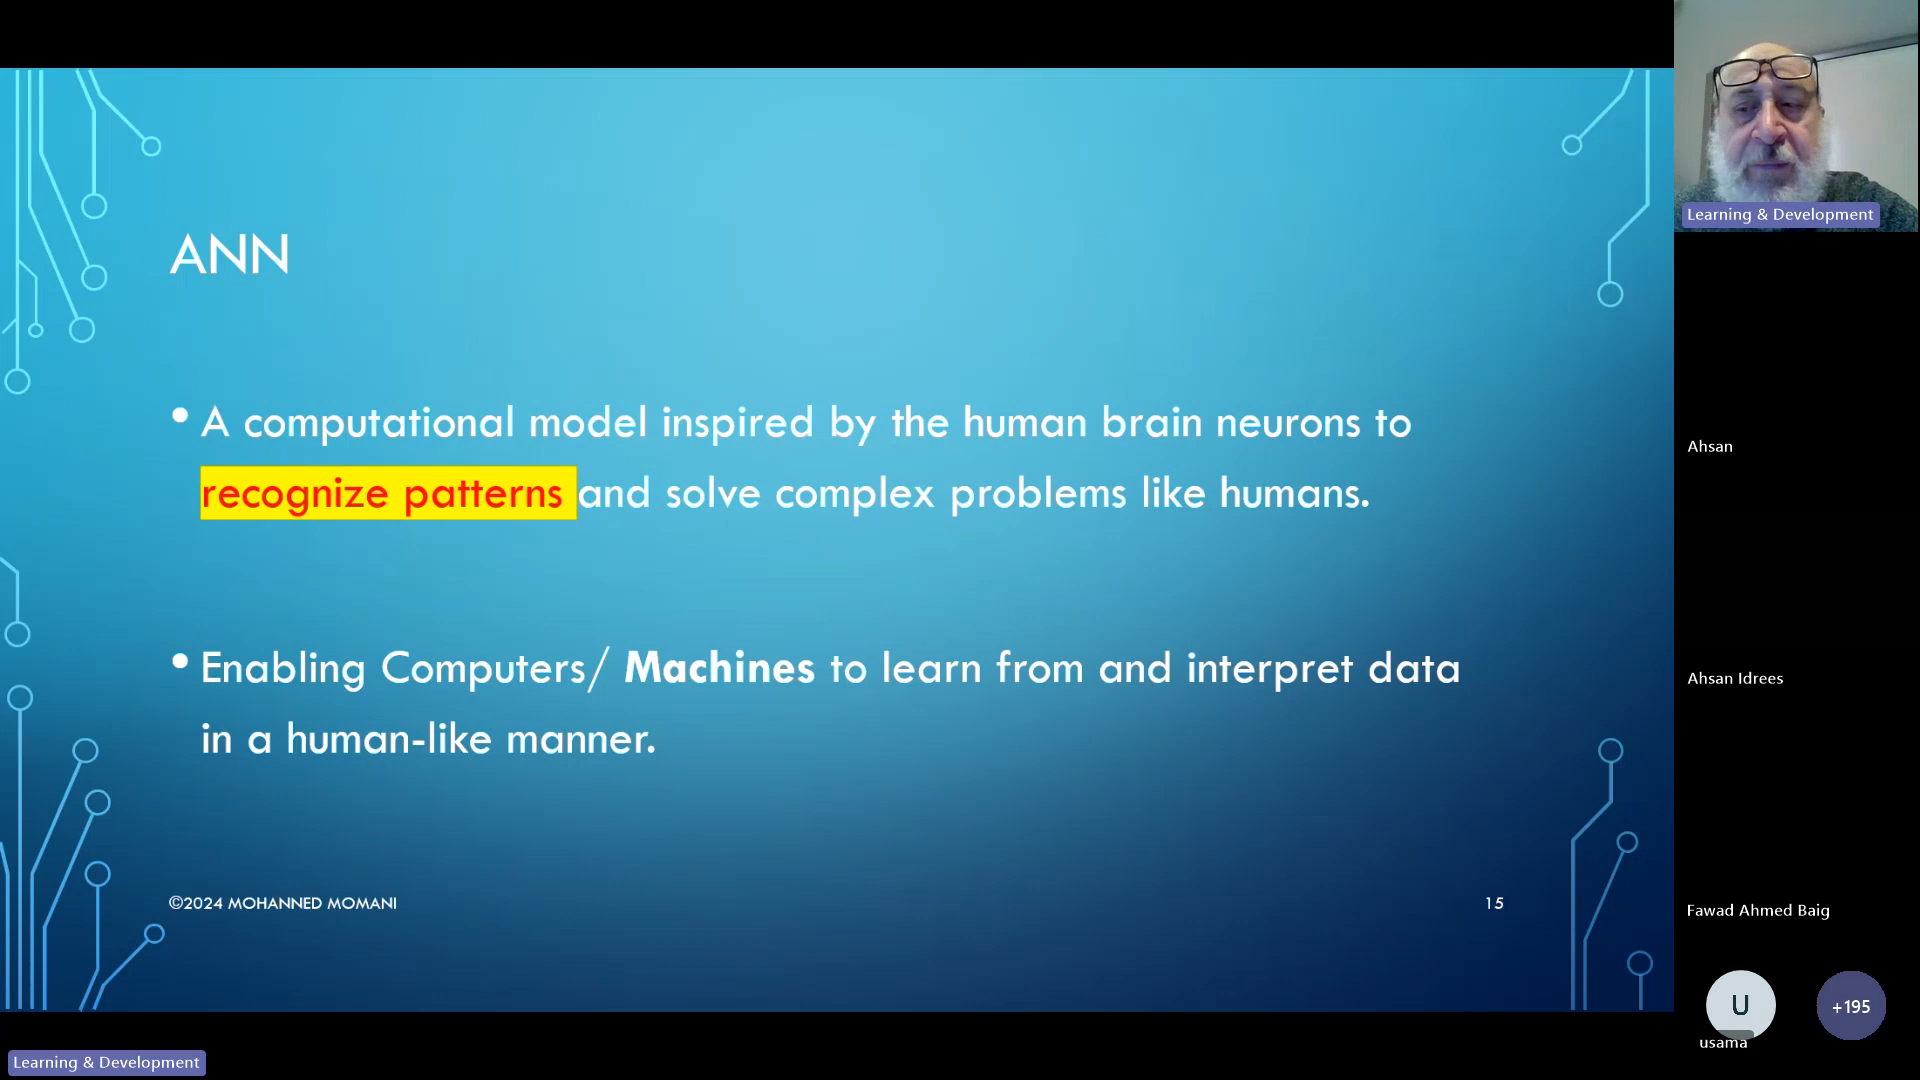 ANN
• A computational model inspired by the human brain neurons to
recognize patterns and solve complex problems like humans.
• Enabling Computers/ Machines to learn from and interpret data
in a human-like manner.
©2024 MOHANNED MOMANI
15
Learning & Development
Learning & Development
Ahsan
Ahsan Idrees
Fawad Ahmed Baig
U
+195
usama